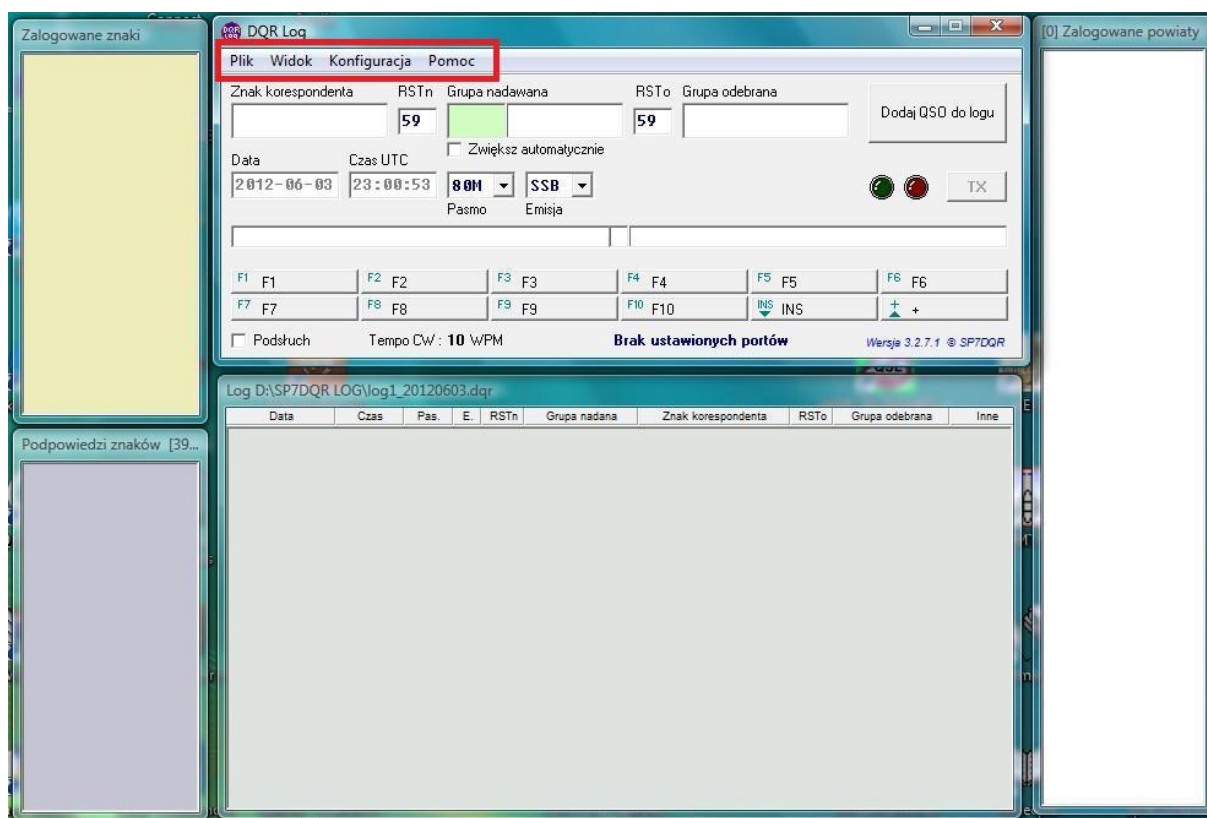 Zalogowane znaki
DQR Log
[0] Zalogowane powiaty
Plik Widok Konfiguracja Pomoc
Znak korespondenta RSTn Grupa nadawana RSTo Grupa odebrana
59 59
Dodaj QSO do logu
Zwiększ automatycznie
Data Czas UTC
2012-06-03 23:00:53 80M SSB TX
Pasmo Emisja
F1 F1 F2 F2 F3 F3 F4 F4 F5 F5 F6 F6
F7 F7 F8 F8 F9 F9 F10 F10 INS INS ± +
Podsłuch Tempo CW : 10 WPM Brak ustawionych portów Wersja 3.2.7.1 © SP7DQR
Log D:\SP7DQR LOG\log1_20120603.dqr
Data Czas Pas. E. RSTn Grupa nadana Znak korespondenta RSTo Grupa odebrana Inne
Podpowiedzi znaków [39...